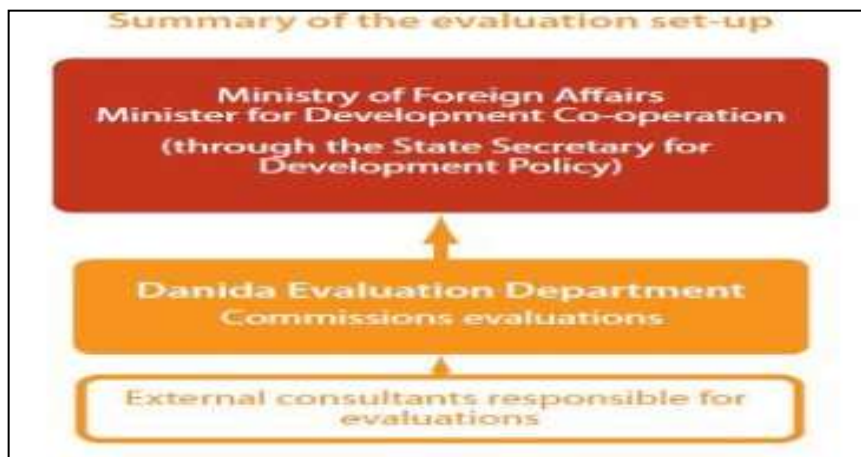 Summary of the evaluation set-up
Ministry of Foreign Affairs
Minister for Development Co-operation
(through the State Secretary for
Development Policy)
Danida Evaluation Department
Commissions evaluations
External consultants responsible for
evaluations